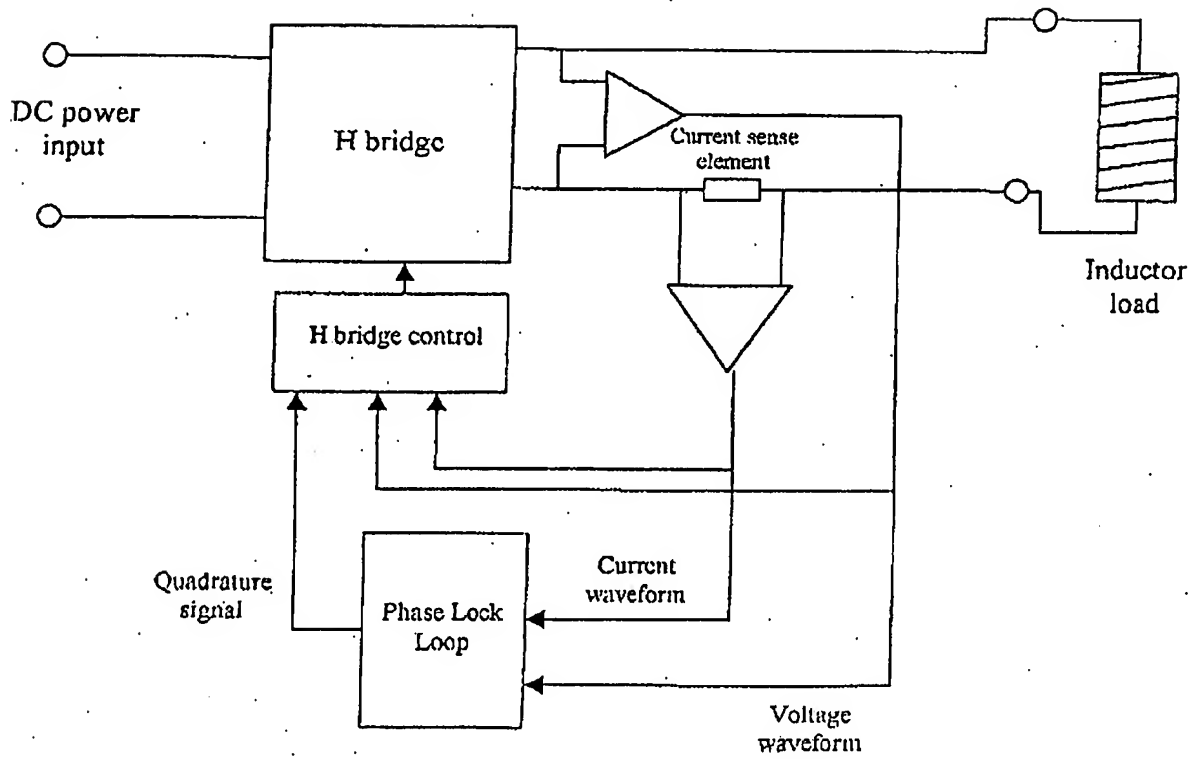 DC power
input
H bridge
Current sense
element
Inductor
load
H bridge control
Quadrature
signal
Phase Lock
Loop
Current
waveform
Voltage
waveform